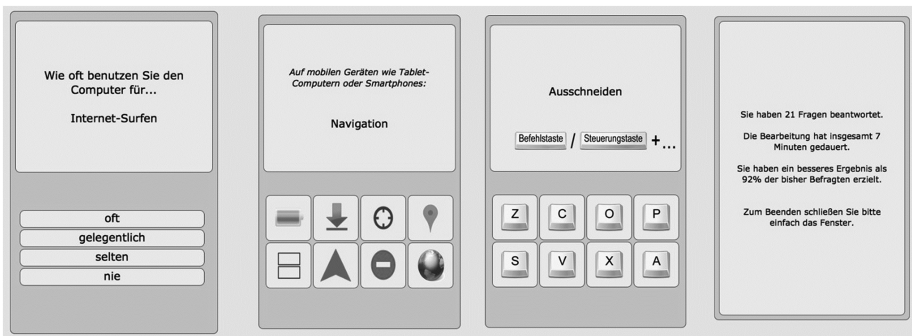 Wie oft benutzen Sie den
Computer für...
Internet-Surfen
oft
gelegentlich
selten
nie
Auf mobilen Geräten wie Tablet-
Computern oder Smartphones:
Navigation
Ausschneiden
Befehlstaste / Steuerungstaste +...
Z C O P
S V X A
Sie haben 21 Fragen beantwortet.
Die Bearbeitung hat insgesamt 7
Minuten gedauert.
Sie haben ein besseres Ergebnis als
92% der bisher Befragten erzielt.
Zum Beenden schließen Sie bitte
einfach das Fenster.